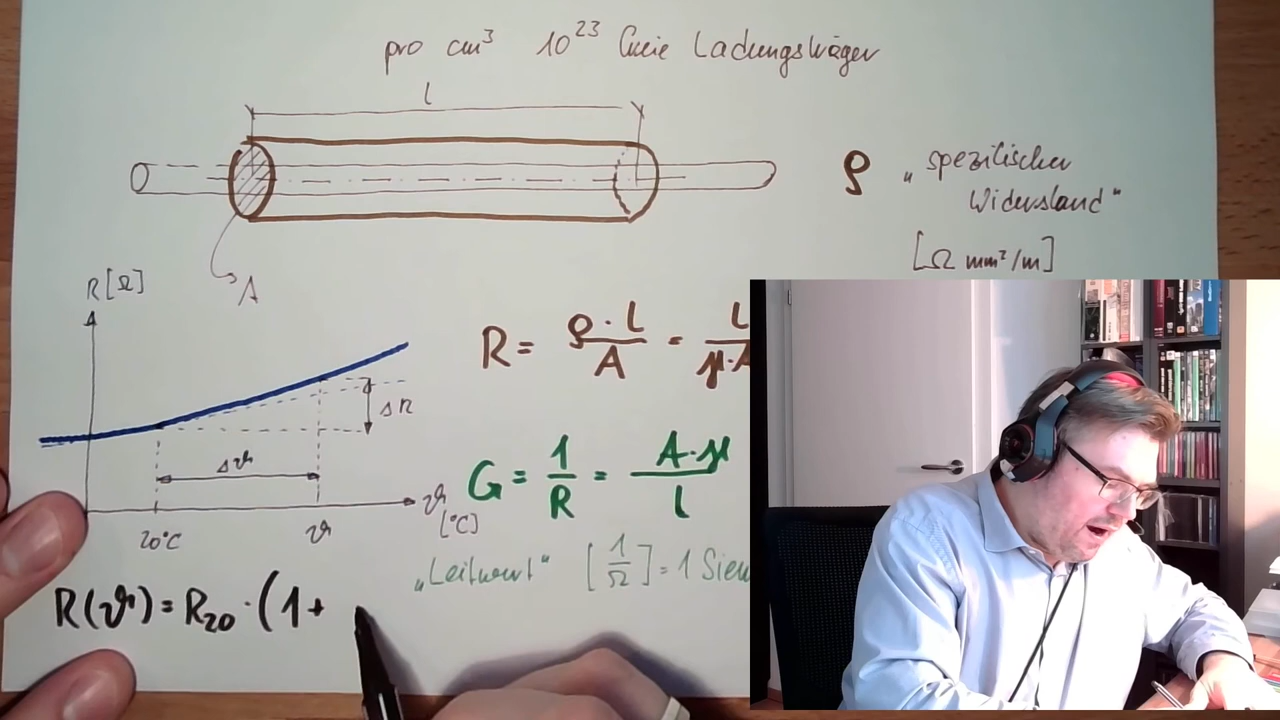 pro cm³ 10²³ freie Ladungsträger
l
ρ „spezifischer
Widerstand“
[Ω mm²/m]
A
R[Ω]
R = ρ·l/A = l/ϰ·A
ΔR
Δϑ
G = 1/R = A·ϰ/l
20°C
ϑ
ϑ
[°C]
„Leitwert“ [1/Ω] = 1 Siem
R(ϑ) = R₂₀·(1+